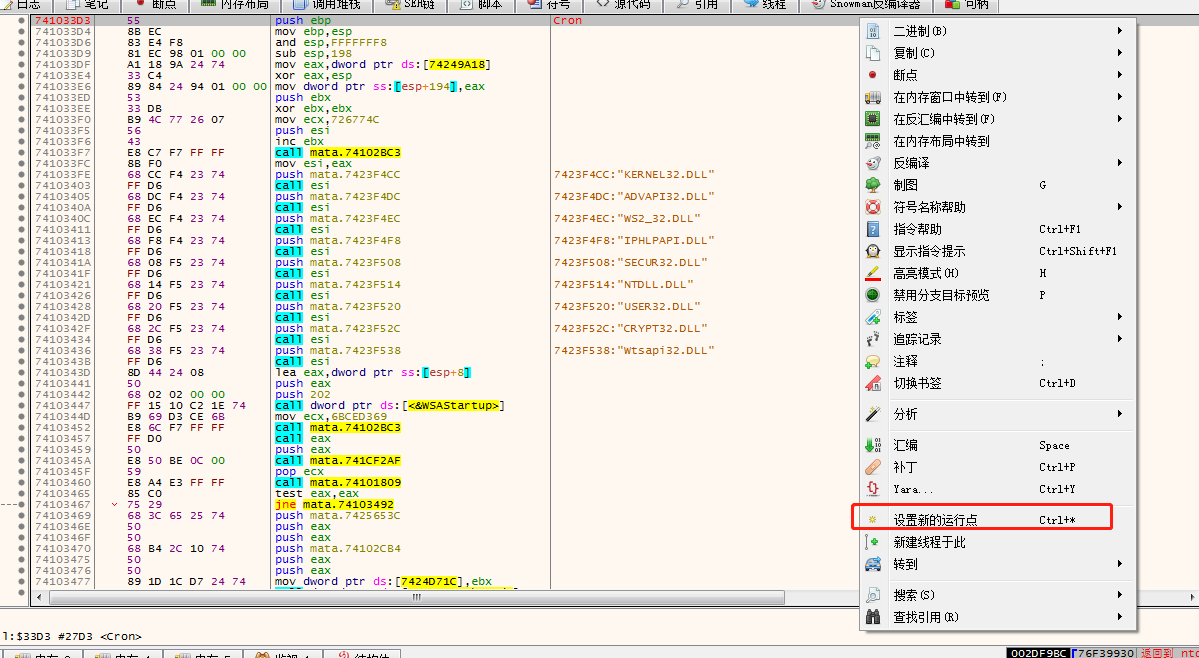 日志 笔记 断点 内存布局 调用堆栈 SEH链 脚本 符号 源代码 引用 线程 Snowman反编译器 句柄
741033D3 55 push ebp Cron
741033D4 8B EC mov ebp,esp
741033D6 83 E4 F8 and esp,FFFFFFF8
741033D9 81 EC 98 01 00 00 sub esp,198
741033DF A1 18 9A 24 74 mov eax,dword ptr ds:[74249A18]
741033E4 33 C4 xor eax,esp
741033E6 89 84 24 94 01 00 00 mov dword ptr ss:[esp+194],eax
741033ED 53 push ebx
741033EE 33 DB xor ebx,ebx
741033F0 B9 4C 77 26 07 mov ecx,726774C
741033F5 56 push esi
741033F6 43 inc ebx
741033F7 E8 C7 F7 FF FF call mata.74102BC3
741033FC 8B F0 mov esi,eax
741033FE 68 CC F4 23 74 push mata.7423F4CC 7423F4CC:"KERNEL32.DLL"
74103403 FF D6 call esi
74103405 68 DC F4 23 74 push mata.7423F4DC 7423F4DC:"ADVAPI32.DLL"
7410340A FF D6 call esi
7410340C 68 EC F4 23 74 push mata.7423F4EC 7423F4EC:"WS2_32.DLL"
74103411 FF D6 call esi
74103413 68 F8 F4 23 74 push mata.7423F4F8 7423F4F8:"IPHLPAPI.DLL"
74103418 FF D6 call esi
7410341A 68 08 F5 23 74 push mata.7423F508 7423F508:"SECUR32.DLL"
7410341F FF D6 call esi
74103421 68 14 F5 23 74 push mata.7423F514 7423F514:"NTDLL.DLL"
74103426 FF D6 call esi
74103428 68 20 F5 23 74 push mata.7423F520 7423F520:"USER32.DLL"
7410342D FF D6 call esi
7410342F 68 2C F5 23 74 push mata.7423F52C 7423F52C:"CRYPT32.DLL"
74103434 FF D6 call esi
74103436 68 38 F5 23 74 push mata.7423F538 7423F538:"Wtsapi32.DLL"
7410343B FF D6 call esi
7410343D 8D 44 24 08 lea eax,dword ptr ss:[esp+8]
74103441 50 push eax
74103442 68 02 02 00 00 push 202
74103447 FF 15 10 C2 1E 74 call dword ptr ds:[<&WSAStartup>]
7410344D B9 69 D3 CE 6B mov ecx,6BCED369
74103452 E8 6C F7 FF FF call mata.74102BC3
74103457 FF D0 call eax
74103459 50 push eax
7410345A E8 50 BE 0C 00 call mata.741CF2AF
7410345F 59 pop ecx
74103460 E8 A4 E3 FF FF call mata.74101809
74103465 85 C0 test eax,eax
74103467 75 29 jne mata.74103492
74103469 68 3C 65 25 74 push mata.7425653C
7410346E 50 push eax
7410346F 50 push eax
74103470 68 B4 2C 10 74 push mata.74102CB4
74103475 50 push eax
74103476 50 push eax
74103477 89 1D 1C D7 24 74 mov dword ptr ds:[7424D71C],ebx
二进制(B)
复制(C)
断点
在内存窗口中转到(F)
在反汇编中转到(F)
在内存布局中转到
反编译
制图 G
符号名称帮助
指令帮助 Ctrl+F1
显示指令提示 Ctrl+Shift+F1
高亮模式(H) H
禁用分支目标预览 P
标签
追踪记录
注释 :
切换书签 Ctrl+D
分析
汇编 Space
补丁 Ctrl+P
Yara... Ctrl+Y
设置新的运行点 Ctrl+*
新建线程于此
转到
搜索(S)
查找引用(R)
1:$33D3 #27D3 <Cron>
002DF9BC 76F39930 返回到 ntd